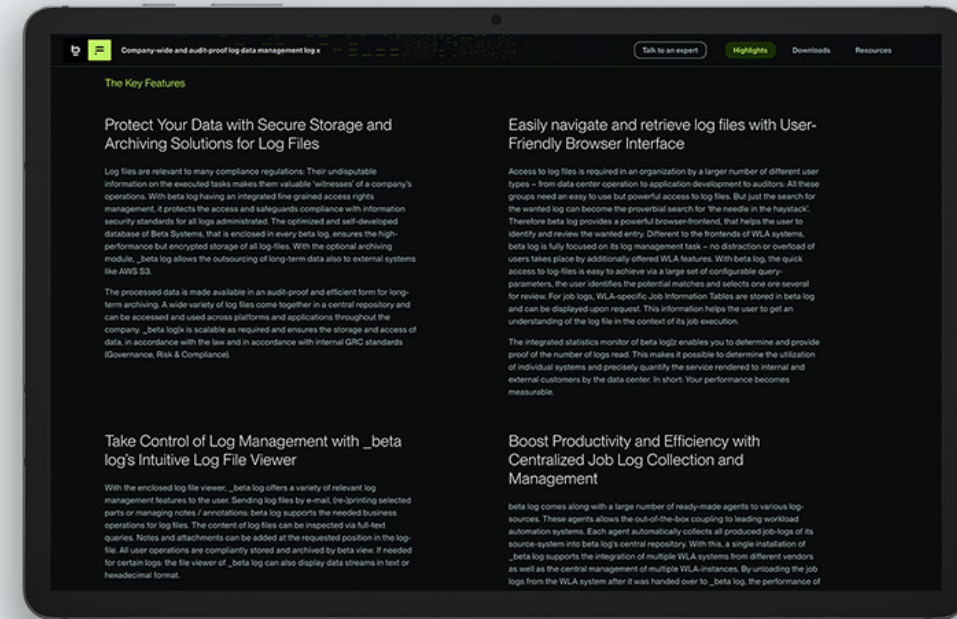 Company-wide and audit-proof log data management log x
Talk to an expert
Highlights
Downloads
Resources
The Key Features
Protect Your Data with Secure Storage and
Archiving Solutions for Log Files
Log files are relevant to many compliance regulations: Their undisputable
information on the executed tasks makes them valuable ‘witnesses’ of a company's
operations. With beta log having an integrated fine grained access rights
management, it protects the access and safeguards compliance with information
security standards for all logs administrated. The optimized and self-developed
database of Beta Systems, that is enclosed in every beta log, ensures the high-
performance but encrypted storage of all log-files. With the optional archiving
module, _beta log allows the outsourcing of long-term data also to external systems
like AWS S3.
The processed data is made available in an audit-proof and efficient form for long-
term archiving. A wide variety of log files come together in a central repository and
can be accessed and used across platforms and applications throughout the
company. _beta log|x is scalable as required and ensures the storage and access of
data, in accordance with the law and in accordance with internal GRC standards
(Governance, Risk & Compliance).
Easily navigate and retrieve log files with User-
Friendly Browser Interface
Access to log files is required in an organization by a larger number of different user
types – from data center operation to application development to auditors: All these
groups need an easy to use but powerful access to log files. But just the search for
the wanted log can become the proverbial search for ‘the needle in the haystack’.
Therefore beta log provides a powerful browser-frontend, that helps the user to
identify and review the wanted entry. Different to the frontends of WLA systems,
beta log is fully focused on its log management task – no distraction or overload of
users takes place by additionally offered WLA features. With beta log, the quick
access to log-files is easy to achieve via a large set of configurable query-
parameters, the user identifies the potential matches and selects one ore several
for review. For job logs, WLA-specific Job Information Tables are stored in beta log
and can be displayed upon request. This information helps the user to get an
understanding of the log file in the context of its job execution.
The integrated statistics monitor of beta log|z enables you to determine and provide
proof of the number of logs read. This makes it possible to determine the utilization
of individual systems and precisely quantify the service rendered to internal and
external customers by the data center. In short: Your performance becomes
measurable.
Take Control of Log Management with _beta
log's Intuitive Log File Viewer
With the enclosed log file viewer, _beta log offers a variety of relevant log
management features to the user. Sending log files by e-mail, (re-)printing selected
parts or managing notes / annotations: beta log supports the needed business
operations for log files. The content of log files can be inspected via full-text
queries. Notes and attachments can be added at the requested position in the log-
file. All user operations are compliantly stored and archived by beta view. If needed
for certain logs: the file viewer of _beta log can also display data streams in text or
hexadecimal format.
Boost Productivity and Efficiency with
Centralized Job Log Collection and
Management
beta log comes along with a large number of ready-made agents to various log-
sources. These agents allows the out-of-the-box coupling to leading workload
automation systems. Each agent automatically collects all produced job-logs of its
source-system into beta log's central repository. With this, a single installation of
_beta log supports the integration of multiple WLA systems from different vendors
as well as the central management of multiple WLA-instances. By unloading the job
logs from the WLA system after it was handed over to _beta log, the performance of